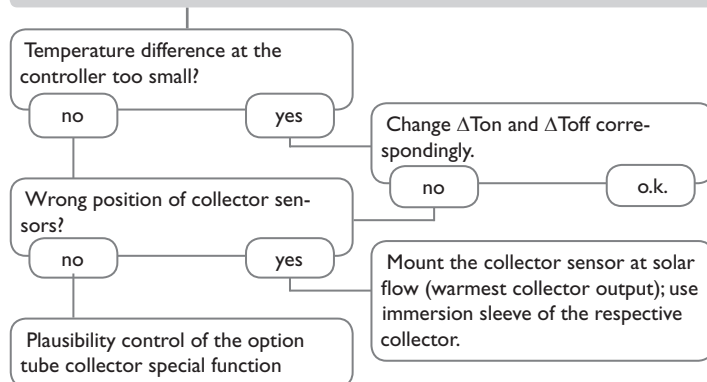 Temperature difference at the
controller too small?
no
yes
Change ΔTon and ΔToff corre-
spondingly.
no
o.k.
Wrong position of collector sen-
sors?
no
yes
Mount the collector sensor at solar
flow (warmest collector output); use
immersion sleeve of the respective
collector.
Plausibility control of the option
tube collector special function